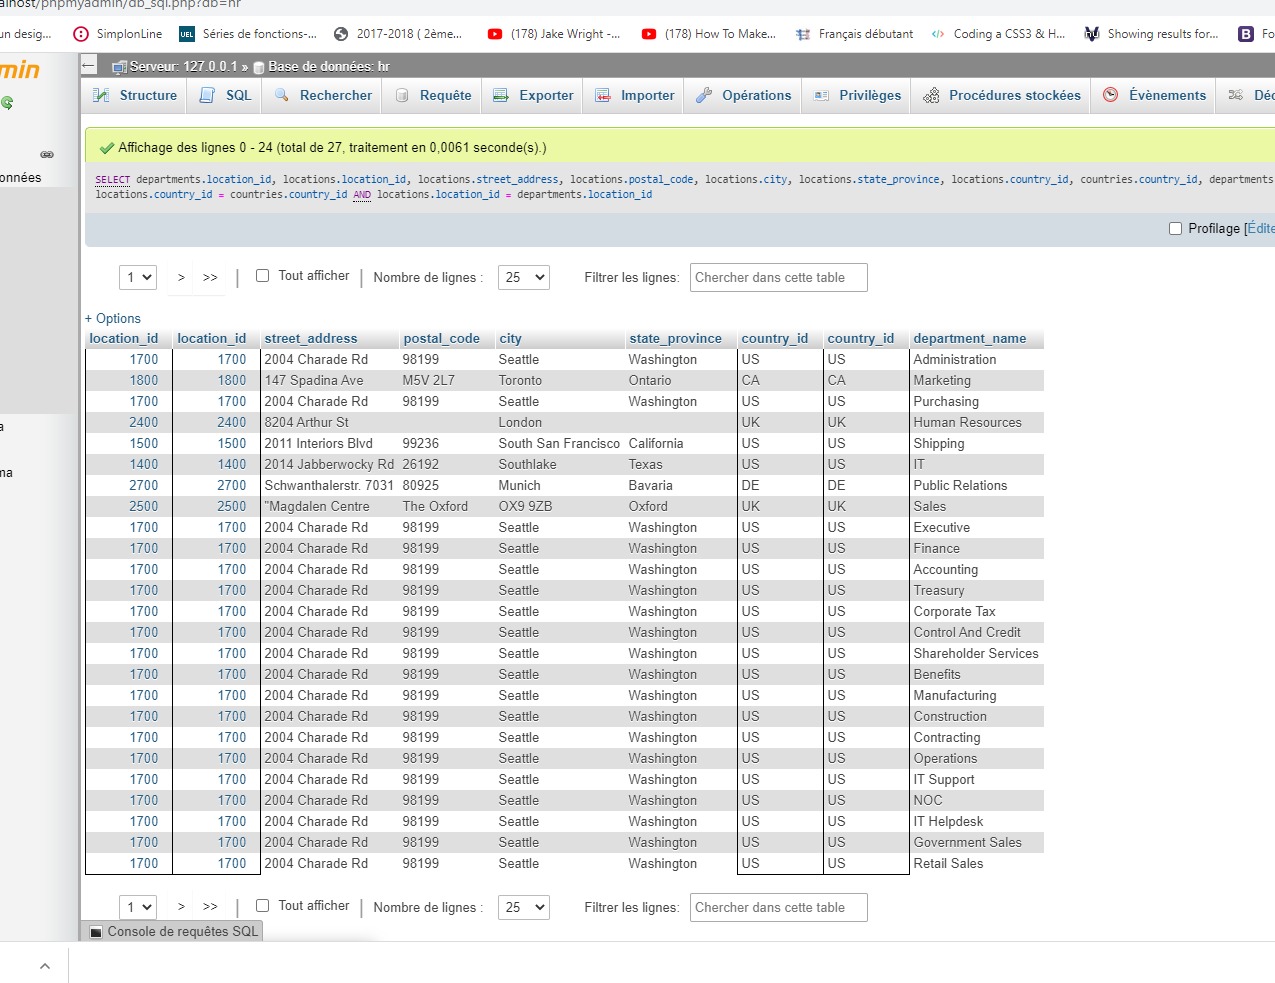 alhost/phpmyadmin/db_sql.php?db=hr
un desig... SimplonLine UEL Séries de fonctions-... 2017-2018 ( 2ème... (178) Jake Wright -... (178) How To Make... Français débutant </> Coding a CSS3 & H... Showing results for... B Fo
min ← Serveur: 127.0.0.1 » Base de données: hr
Structure SQL Rechercher Requête Exporter Importer Opérations Privilèges Procédures stockées Évènements Déc
onnées
a
ma
Affichage des lignes 0 - 24 (total de 27, traitement en 0,0061 seconde(s).)
SELECT departments.location_id, locations.location_id, locations.street_address, locations.postal_code, locations.city, locations.state_province, locations.country_id, countries.country_id, departments
locations.country_id = countries.country_id AND locations.location_id = departments.location_id
Profilage [Édite
1 > >> | Tout afficher | Nombre de lignes : 25 Filtrer les lignes: Chercher dans cette table
+ Options
location_id location_id street_address postal_code city state_province country_id country_id department_name
1700 1700 2004 Charade Rd 98199 Seattle Washington US US Administration
1800 1800 147 Spadina Ave M5V 2L7 Toronto Ontario CA CA Marketing
1700 1700 2004 Charade Rd 98199 Seattle Washington US US Purchasing
2400 2400 8204 Arthur St London UK UK Human Resources
1500 1500 2011 Interiors Blvd 99236 South San Francisco California US US Shipping
1400 1400 2014 Jabberwocky Rd 26192 Southlake Texas US US IT
2700 2700 Schwanthalerstr. 7031 80925 Munich Bavaria DE DE Public Relations
2500 2500 "Magdalen Centre The Oxford OX9 9ZB Oxford UK UK Sales
1700 1700 2004 Charade Rd 98199 Seattle Washington US US Executive
1700 1700 2004 Charade Rd 98199 Seattle Washington US US Finance
1700 1700 2004 Charade Rd 98199 Seattle Washington US US Accounting
1700 1700 2004 Charade Rd 98199 Seattle Washington US US Treasury
1700 1700 2004 Charade Rd 98199 Seattle Washington US US Corporate Tax
1700 1700 2004 Charade Rd 98199 Seattle Washington US US Control And Credit
1700 1700 2004 Charade Rd 98199 Seattle Washington US US Shareholder Services
1700 1700 2004 Charade Rd 98199 Seattle Washington US US Benefits
1700 1700 2004 Charade Rd 98199 Seattle Washington US US Manufacturing
1700 1700 2004 Charade Rd 98199 Seattle Washington US US Construction
1700 1700 2004 Charade Rd 98199 Seattle Washington US US Contracting
1700 1700 2004 Charade Rd 98199 Seattle Washington US US Operations
1700 1700 2004 Charade Rd 98199 Seattle Washington US US IT Support
1700 1700 2004 Charade Rd 98199 Seattle Washington US US NOC
1700 1700 2004 Charade Rd 98199 Seattle Washington US US IT Helpdesk
1700 1700 2004 Charade Rd 98199 Seattle Washington US US Government Sales
1700 1700 2004 Charade Rd 98199 Seattle Washington US US Retail Sales
1 > >> | Tout afficher | Nombre de lignes : 25 Filtrer les lignes: Chercher dans cette table
Console de requêtes SQL